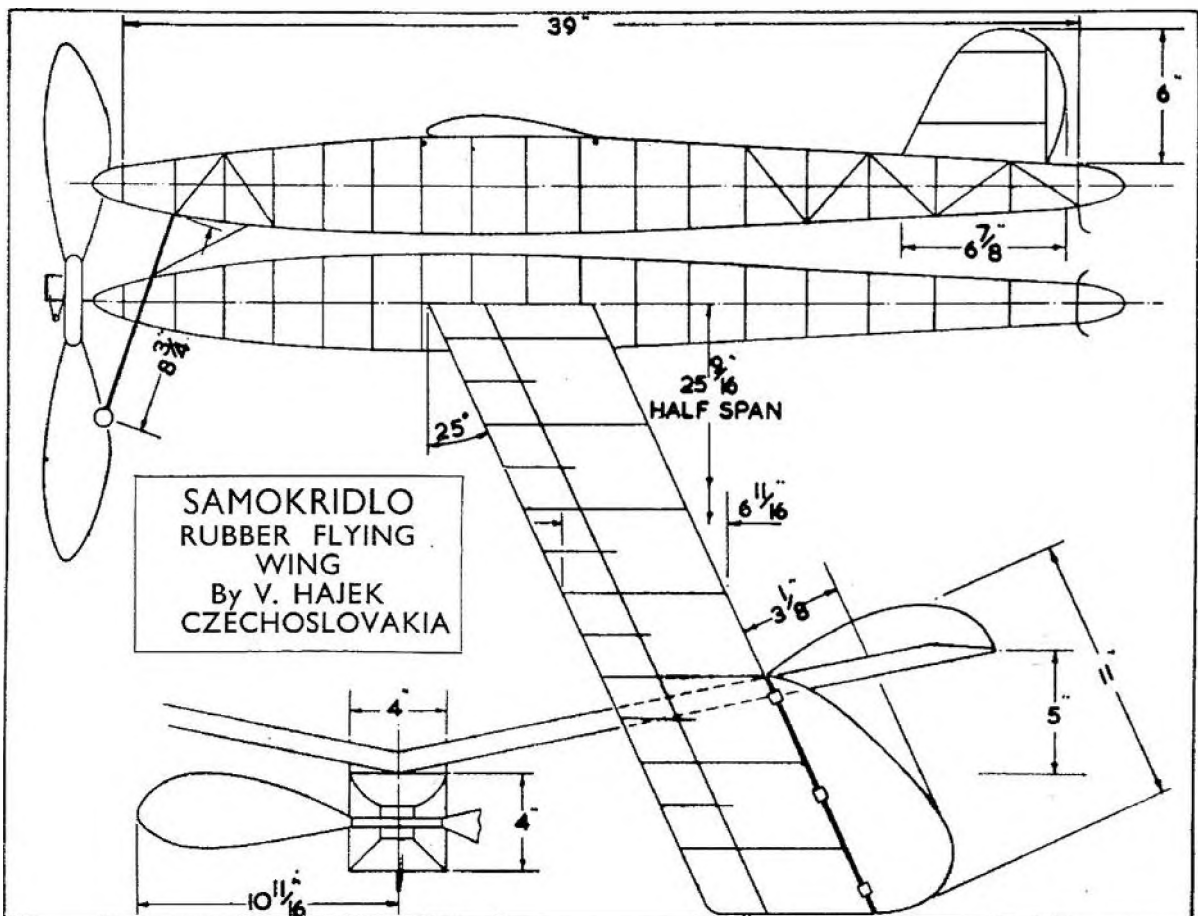 39"
6"
6 7/8"
8 3/4"
25 9/16"
HALF SPAN
25°
6 11/16"
SAMOKRIDLO
RUBBER FLYING
WING
By V. HAJEK
CZECHOSLOVAKIA
3 1/8"
11"
5"
4"
4"
10 11/16"